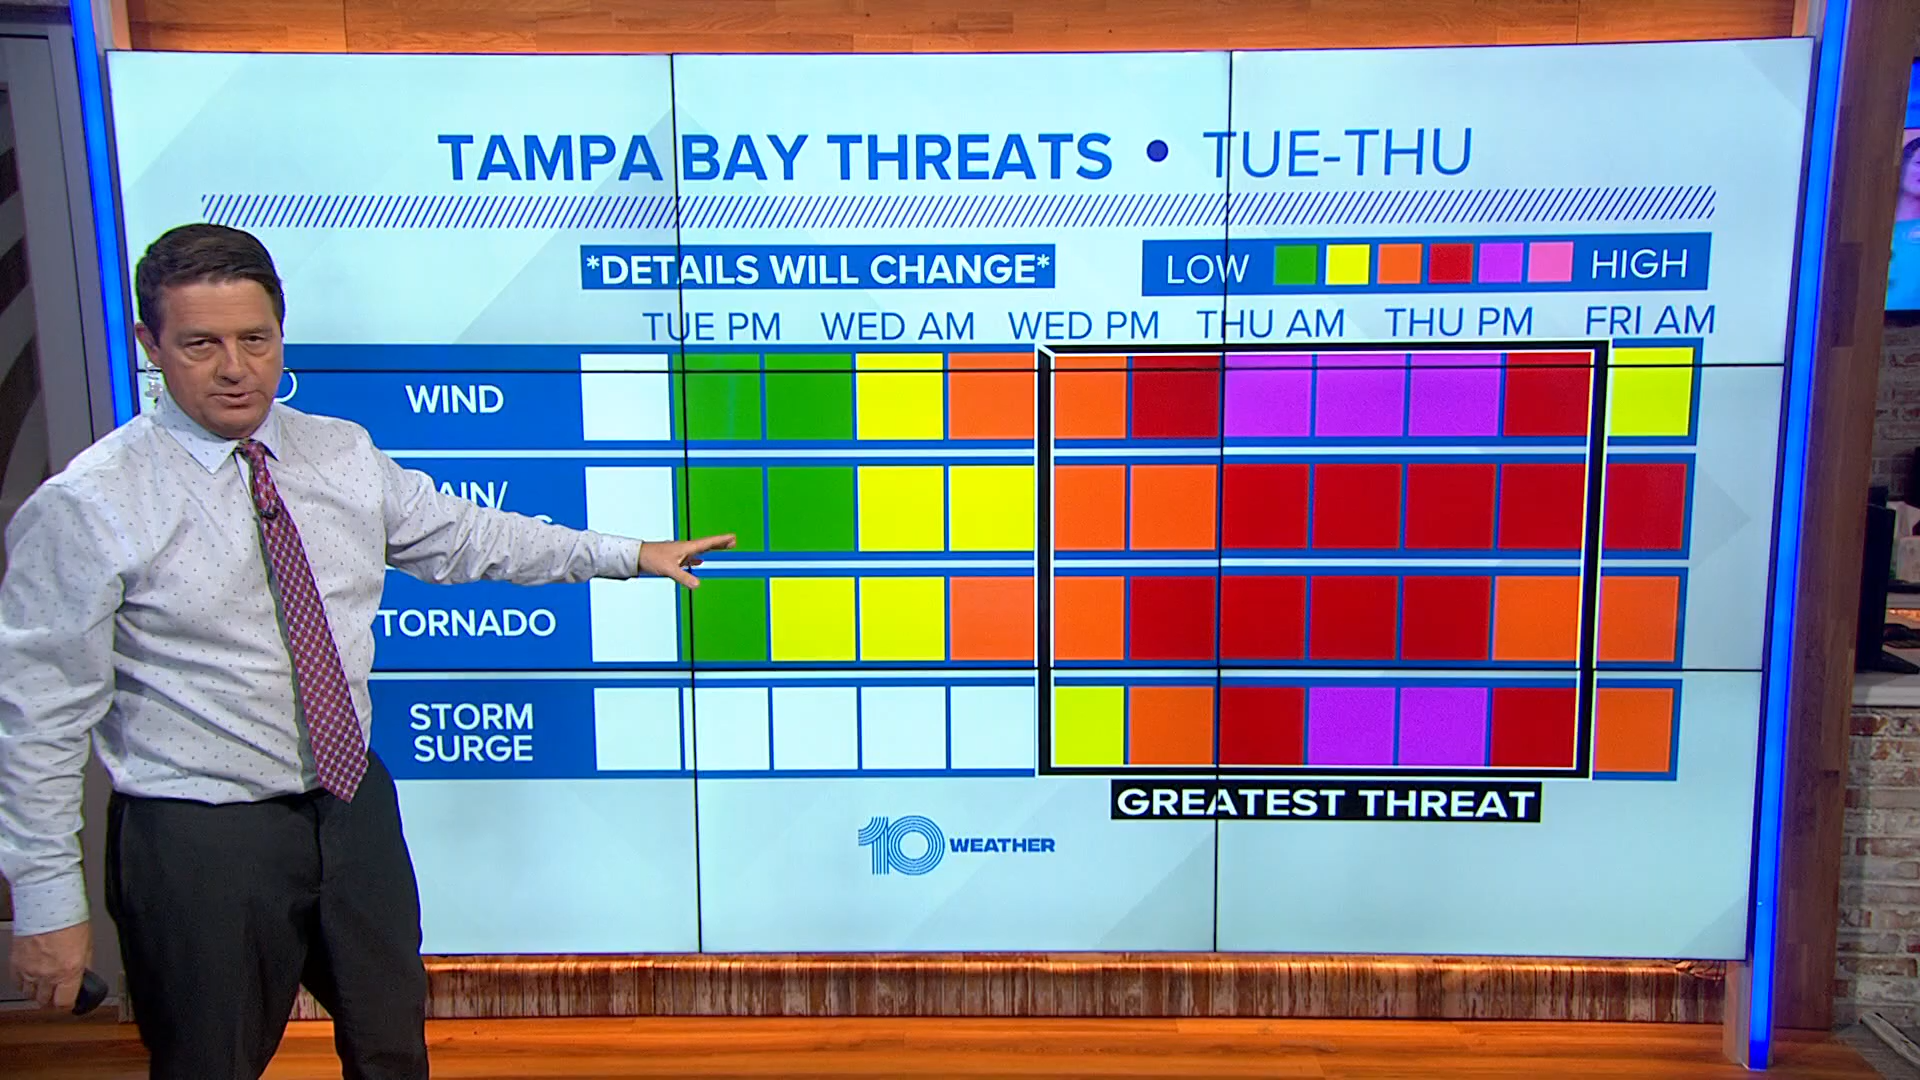 TAMPA BAY THREATS • TUE-THU
*DETAILS WILL CHANGE*
LOW HIGH
TUE PM WED AM WED PM THU AM THU PM FRI AM
WIND
AIN/
TORNADO
STORM
SURGE
GREATEST THREAT
10 WEATHER